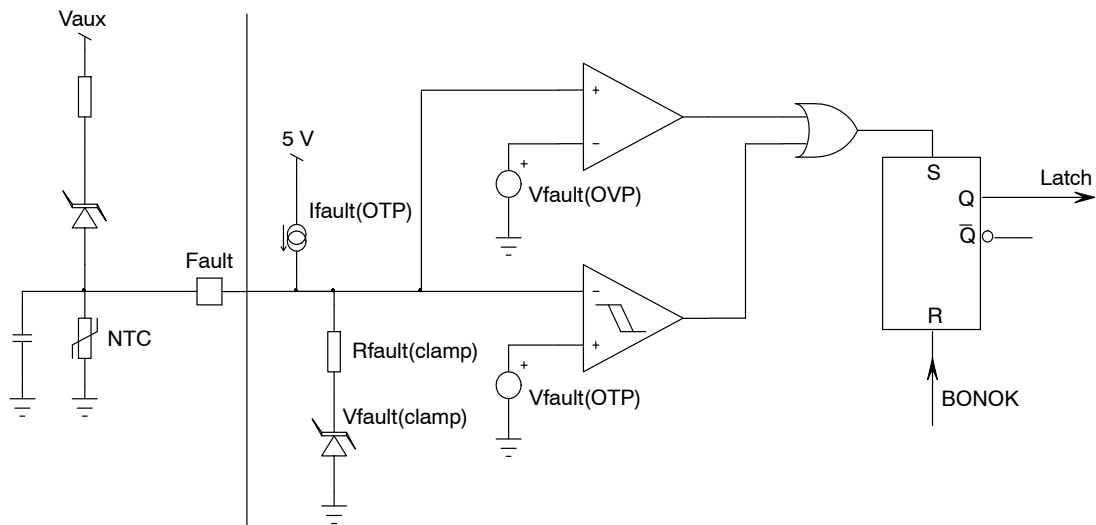 Vaux
5 V
Ifault(OTP)
Fault
NTC
Rfault(clamp)
Vfault(clamp)
+
−
+
Vfault(OVP)
−
+
+
Vfault(OTP)
S
Q
Q̅
R
Latch
BONOK